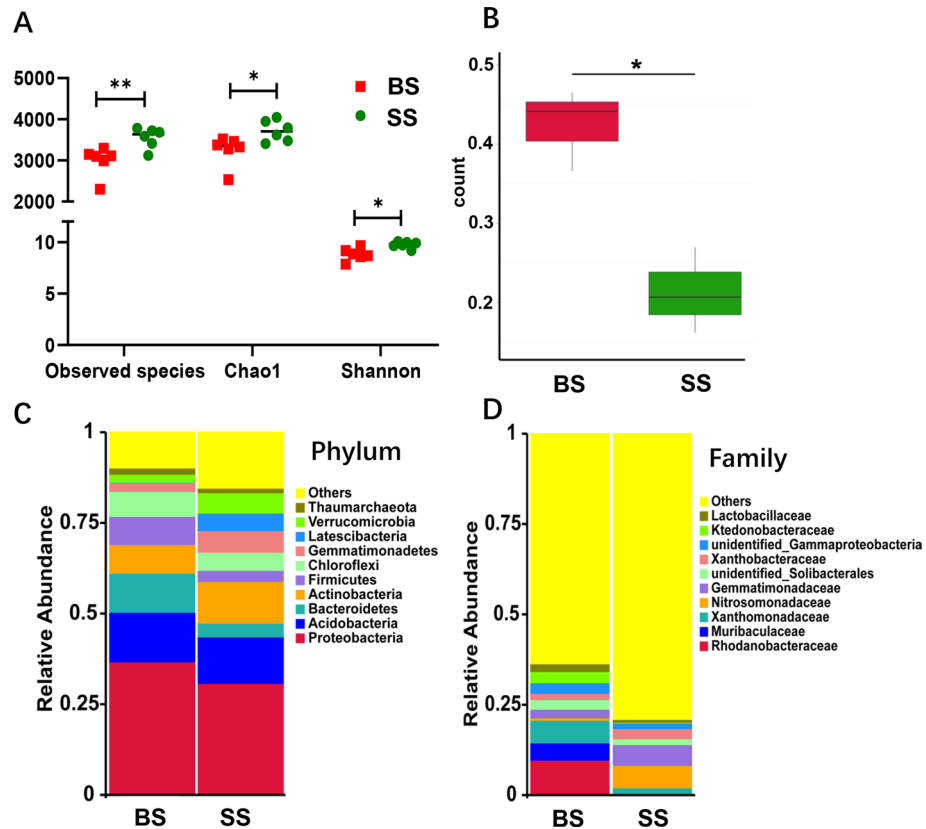 A
5000
4000
3000
2000
10
5
0
**
*
*
BS
SS
Observed species
Chao1
Shannon
B
0.5
0.4
0.3
0.2
count
*
BS
SS
C
1
0.75
0.5
0.25
0
Relative Abundance
BS
SS
Phylum
Others
Thaumarchaeota
Verrucomicrobia
Latescibacteria
Gemmatimonadetes
Chloroflexi
Firmicutes
Actinobacteria
Bacteroidetes
Acidobacteria
Proteobacteria
D
1
0.75
0.5
0.25
0
Relative Abundance
BS
SS
Family
Others
Lactobacillaceae
Ktedonobacteraceae
unidentified_Gammaproteobacteria
Xanthobacteraceae
unidentified_Solibacterales
Gemmatimonadaceae
Nitrosomonadaceae
Xanthomonadaceae
Muribaculaceae
Rhodanobacteraceae